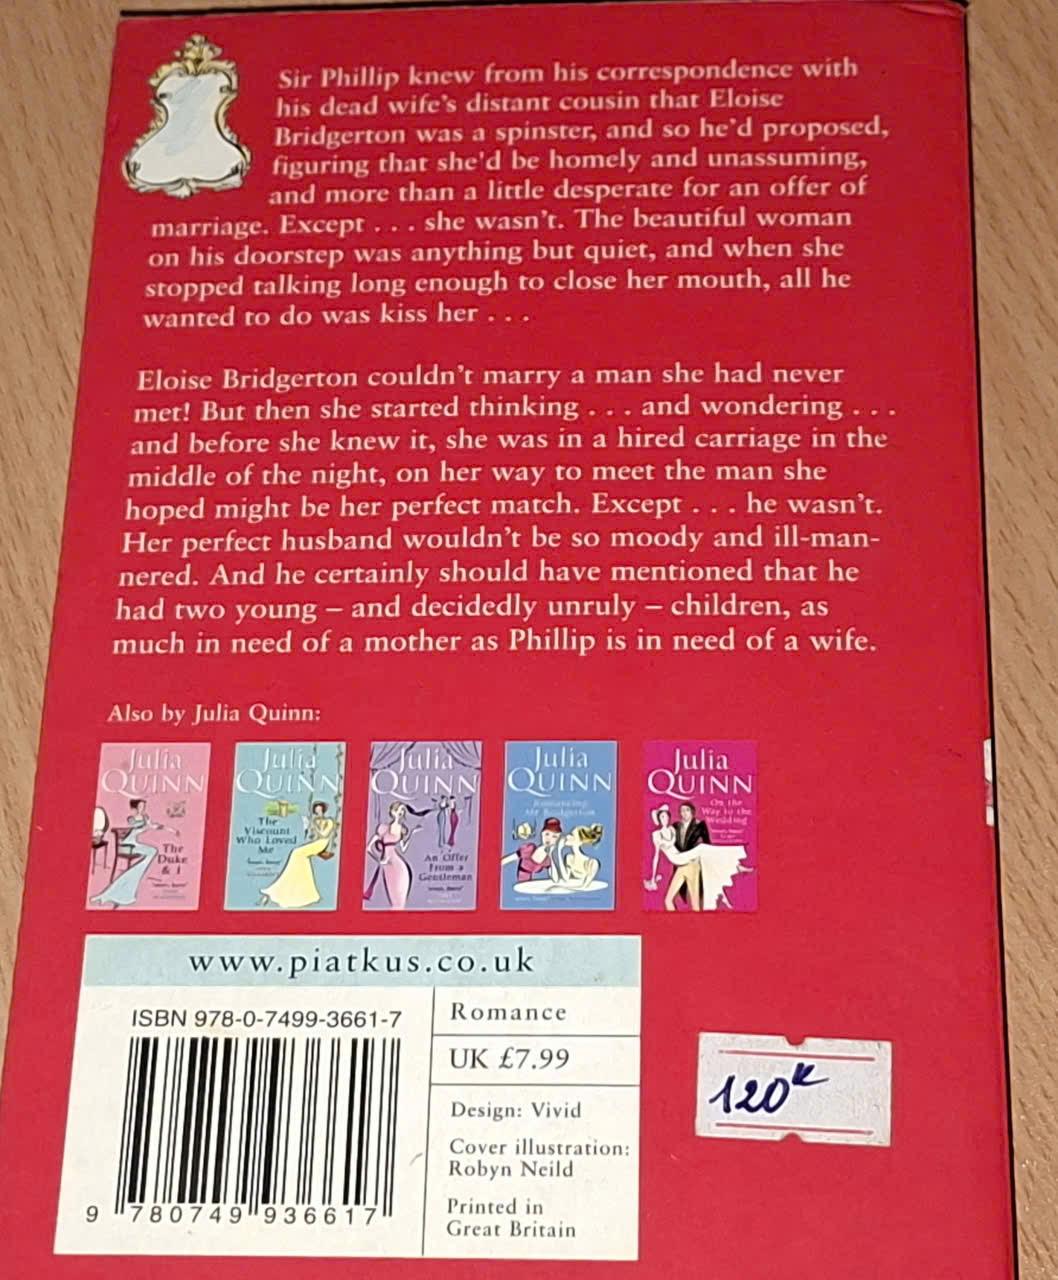 Sir Phillip knew from his correspondence with
his dead wife's distant cousin that Eloise
Bridgerton was a spinster, and so he'd proposed,
figuring that she'd be homely and unassuming,
and more than a little desperate for an offer of
marriage. Except . . . she wasn't. The beautiful woman
on his doorstep was anything but quiet, and when she
stopped talking long enough to close her mouth, all he
wanted to do was kiss her . . .
Eloise Bridgerton couldn't marry a man she had never
met! But then she started thinking . . . and wondering . . .
and before she knew it, she was in a hired carriage in the
middle of the night, on her way to meet the man she
hoped might be her perfect match. Except . . . he wasn't.
Her perfect husband wouldn't be so moody and ill-man-
nered. And he certainly should have mentioned that he
had two young – and decidedly unruly – children, as
much in need of a mother as Phillip is in need of a wife.
Also by Julia Quinn:
Julia
QUINN
The
Duke
& I
Julia
QUINN
The
Viscount
Who Loved
Me
Julia
QUINN
An Offer
From a
Gentleman
Julia
QUINN
Romancing
Mr Bridgerton
Julia
QUINN
On the
Way to the
Wedding
www.piatkus.co.uk
ISBN 978-0-7499-3661-7
9 780749 936617
Romance
UK £7.99
Design: Vivid
Cover illustration:
Robyn Neild
Printed in
Great Britain
120к